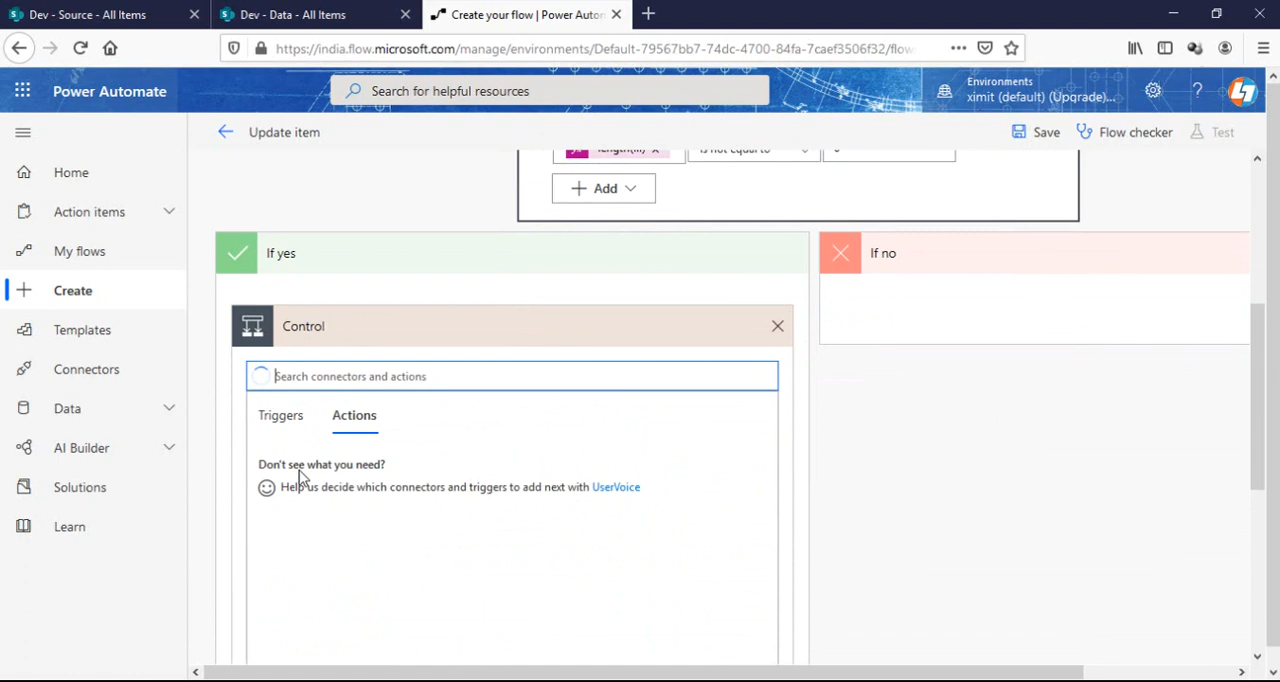 Dev - Source - All Items
Dev - Data - All Items
Create your flow | Power Autom
https://india.flow.microsoft.com/manage/environments/Default-79567bb7-74dc-4700-84fa-7caef3506f32/flow
Power Automate
Search for helpful resources
Environments
ximit (default) (Upgrade)...
Update item
Save
Flow checker
Test
Home
Action items
My flows
Create
Templates
Connectors
Data
AI Builder
Solutions
Learn
is not equal to
Add
If yes
If no
Control
Search connectors and actions
Triggers
Actions
Don't see what you need?
Help us decide which connectors and triggers to add next with UserVoice